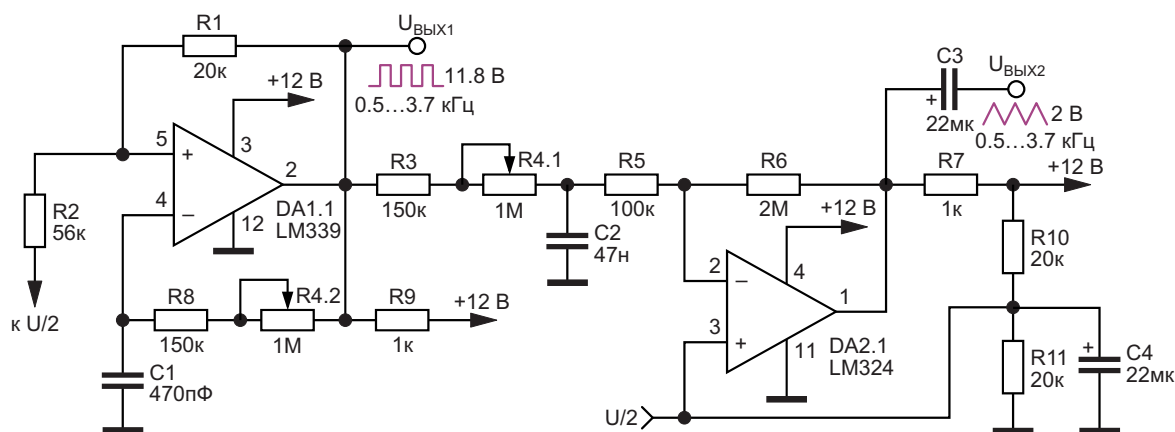 R1
20к
UВЫХ1
11.8 В
0.5...3.7 кГц
+12 В
5
+
3
2
4
–
12
DA1.1
LM339
R2
56к
к U/2
R3
150к
R4.1
1М
R5
100к
R6
2М
C2
47н
R8
150к
R4.2
1М
R9
1к
+12 В
C1
470пФ
C3
+
22мк
UВЫХ2
2 В
0.5...3.7 кГц
R7
1к
+12 В
+12 В
2
–
4
1
3
+
11
DA2.1
LM324
U/2
R10
20к
R11
20к
+
C4
22мк